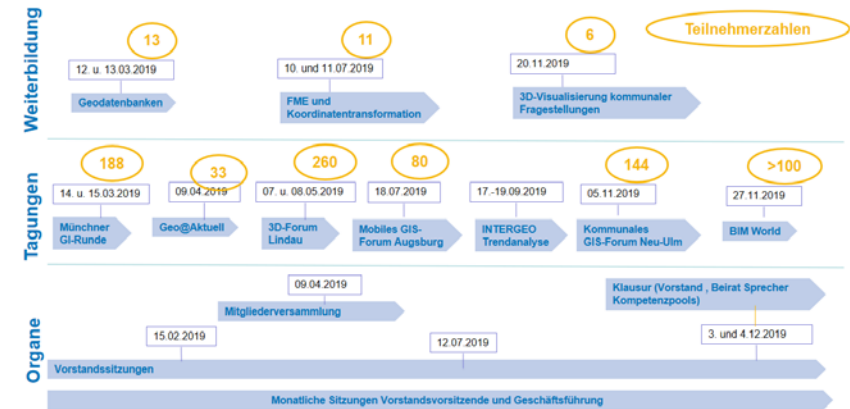 Weiterbildung
13
11
6
Teilnehmerzahlen
12. u. 13.03.2019
10. und 11.07.2019
20.11.2019
Geodatenbanken
FME und
Koordinatentransformation
3D-Visualisierung kommunaler
Fragestellungen
Tagungen
188
33
260
80
144
>100
14. u. 15.03.2019
09.04.2019
07. u. 08.05.2019
18.07.2019
17.-19.09.2019
05.11.2019
27.11.2019
Münchner
GI-Runde
Geo@Aktuell
3D-Forum
Lindau
Mobiles GIS-
Forum Augsburg
INTERGEO
Trendanalyse
Kommunales
GIS-Forum Neu-Ulm
BIM World
Organe
09.04.2019
Mitgliederversammlung
Klausur (Vorstand , Beirat Sprecher
Kompetenzpools)
15.02.2019
12.07.2019
3. und 4.12.2019
Vorstandssitzungen
Monatliche Sitzungen Vorstandsvorsitzende und Geschäftsführung